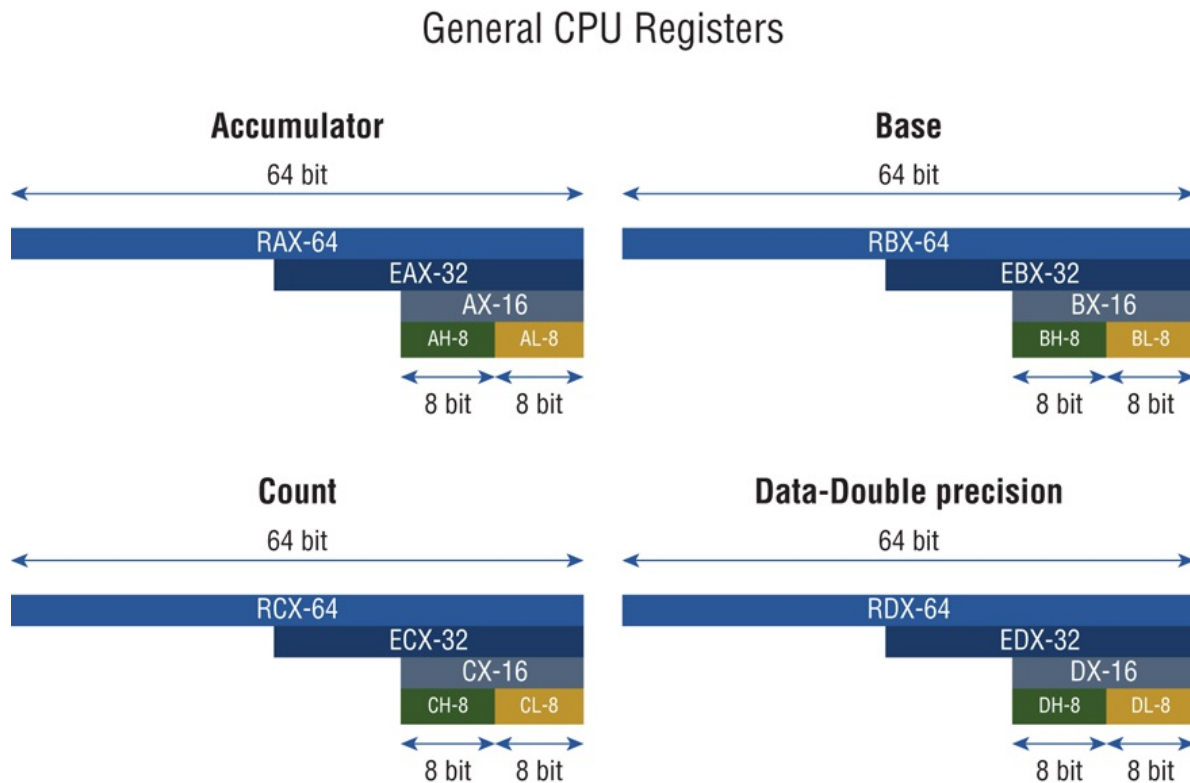 General CPU Registers
Accumulator
64 bit
RAX-64
EAX-32
AX-16
AH-8 AL-8
8 bit 8 bit
Base
64 bit
RBX-64
EBX-32
BX-16
BH-8 BL-8
8 bit 8 bit
Count
64 bit
RCX-64
ECX-32
CX-16
CH-8 CL-8
8 bit 8 bit
Data-Double precision
64 bit
RDX-64
EDX-32
DX-16
DH-8 DL-8
8 bit 8 bit